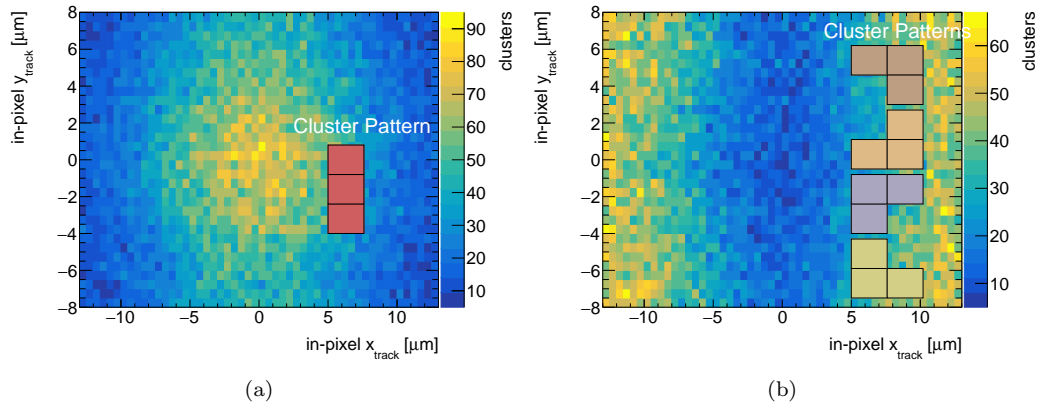 in-pixel y_track [μm]
8
6
4
2
0
−2
−4
−6
−8
−10 −5 0 5 10
in-pixel x_track [μm]
Cluster Pattern
90
80
70
60
50
40
30
20
10
clusters
(a)
in-pixel y_track [μm]
8
6
4
2
0
−2
−4
−6
−8
−10 −5 0 5 10
in-pixel x_track [μm]
Cluster Patterns
60
50
40
30
20
10
clusters
(b)